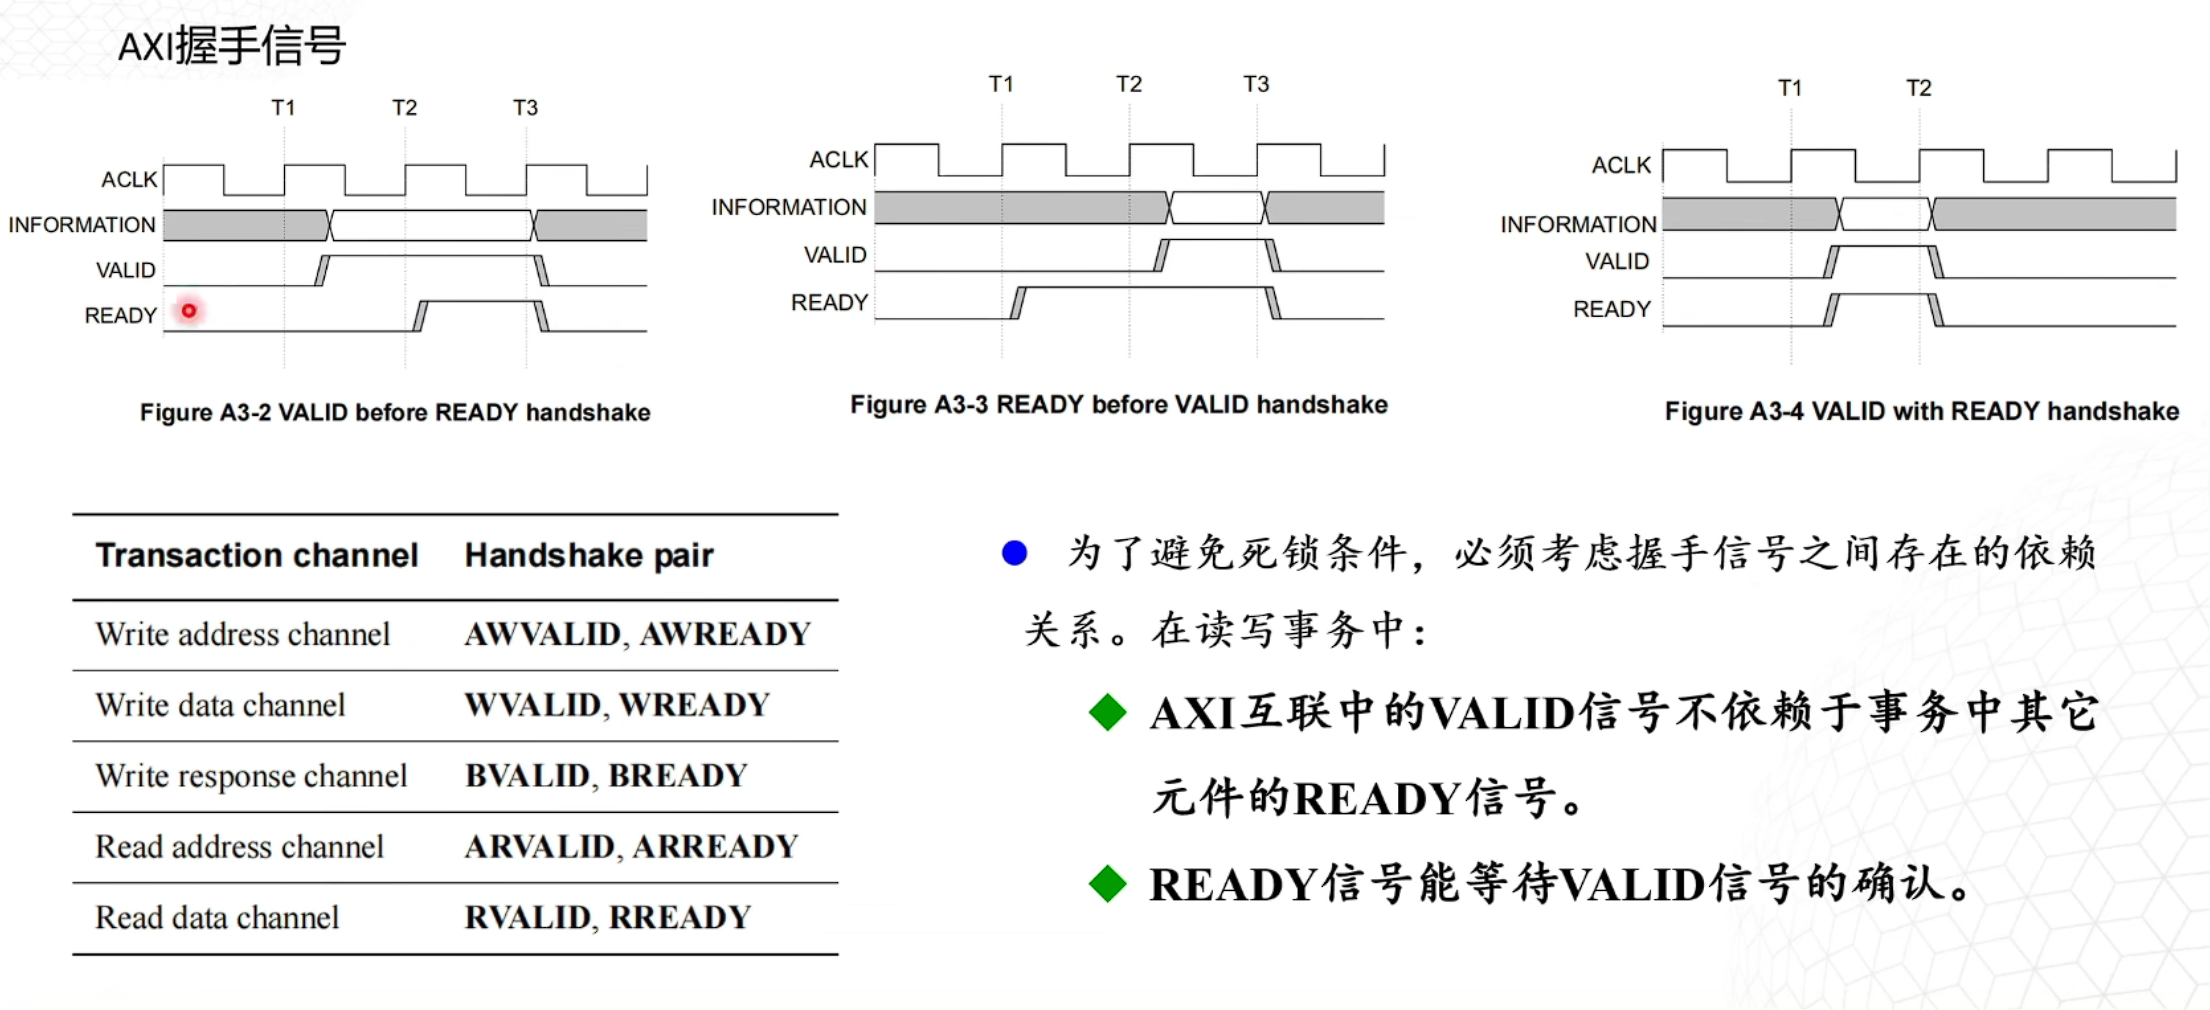 AXI握手信号
T1 T2 T3
ACLK
INFORMATION
VALID
READY
Figure A3-2 VALID before READY handshake
T1 T2 T3
ACLK
INFORMATION
VALID
READY
Figure A3-3 READY before VALID handshake
T1 T2
ACLK
INFORMATION
VALID
READY
Figure A3-4 VALID with READY handshake
Transaction channel Handshake pair
Write address channel AWVALID, AWREADY
Write data channel WVALID, WREADY
Write response channel BVALID, BREADY
Read address channel ARVALID, ARREADY
Read data channel RVALID, RREADY
为了避免死锁条件，必须考虑握手信号之间存在的依赖
关系。在读写事务中：
AXI互联中的VALID信号不依赖于事务中其它
元件的READY信号。
READY信号能等待VALID信号的确认。